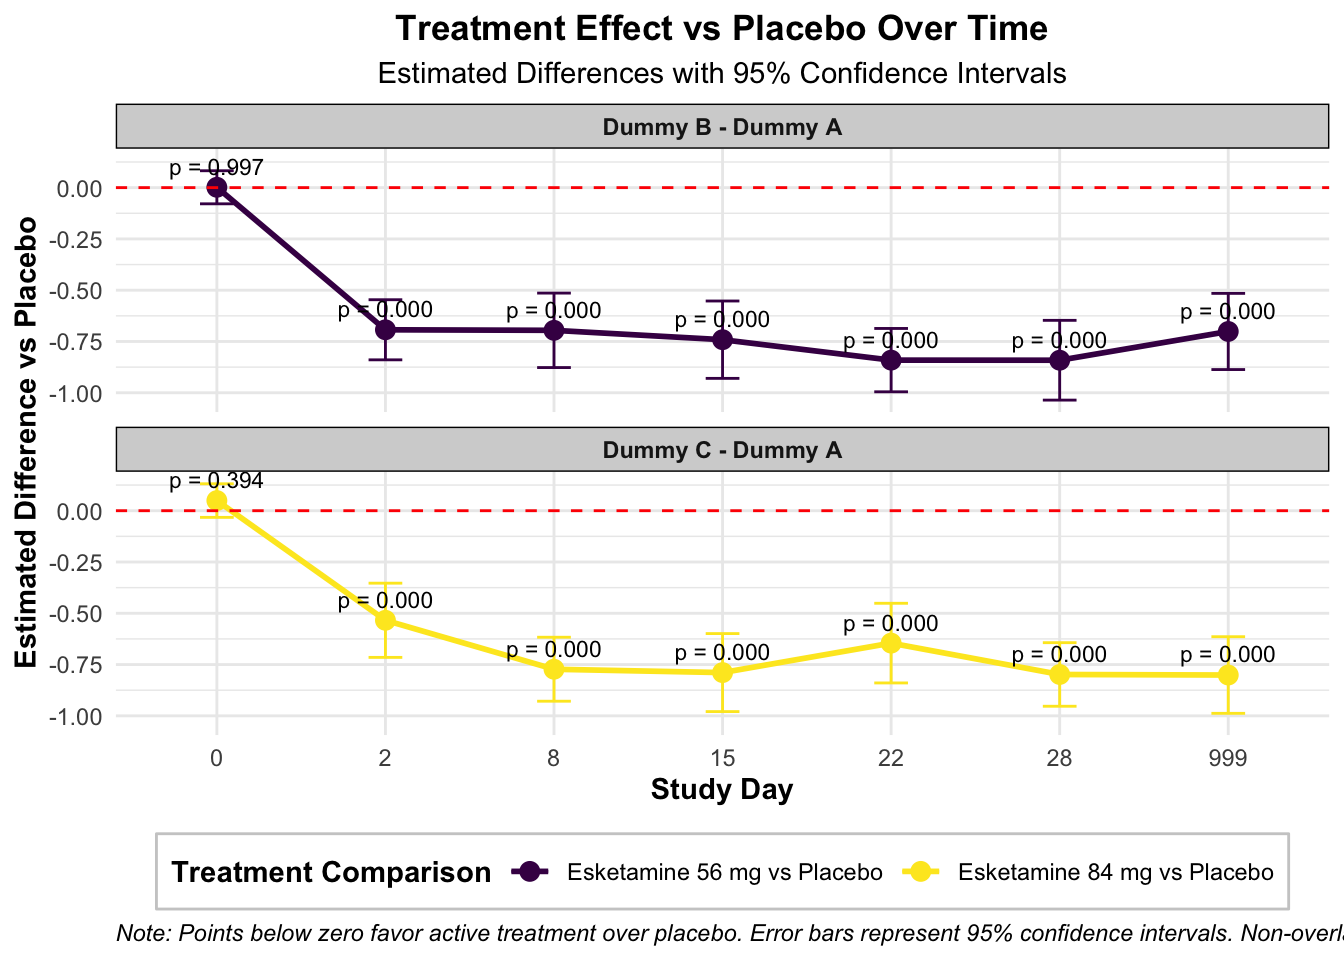 Treatment Effect vs Placebo Over Time
Estimated Differences with 95% Confidence Intervals
Estimated Difference vs Placebo
Dummy B - Dummy A
p = 0.997
p = 0.000
p = 0.000
p = 0.000
p = 0.000
p = 0.000
p = 0.000
0.00
-0.25
-0.50
-0.75
-1.00
Dummy C - Dummy A
p = 0.394
p = 0.000
p = 0.000
p = 0.000
p = 0.000
p = 0.000
p = 0.000
0.00
-0.25
-0.50
-0.75
-1.00
0 2 8 15 22 28 999
Study Day
Treatment Comparison Esketamine 56 mg vs Placebo Esketamine 84 mg vs Placebo
Note: Points below zero favor active treatment over placebo. Error bars represent 95% confidence intervals.